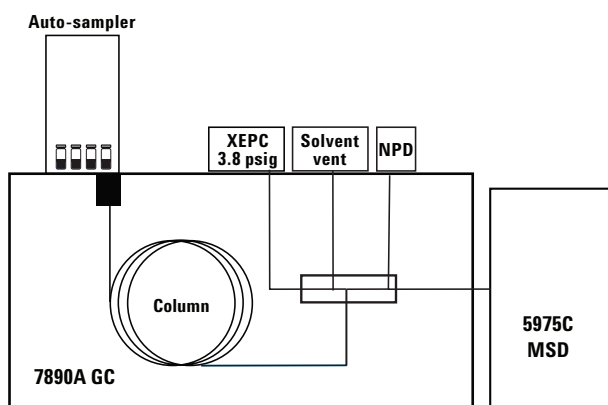 Auto-sampler
XEPC
3.8 psig
Solvent
vent
NPD
Column
7890A GC
5975C
MSD